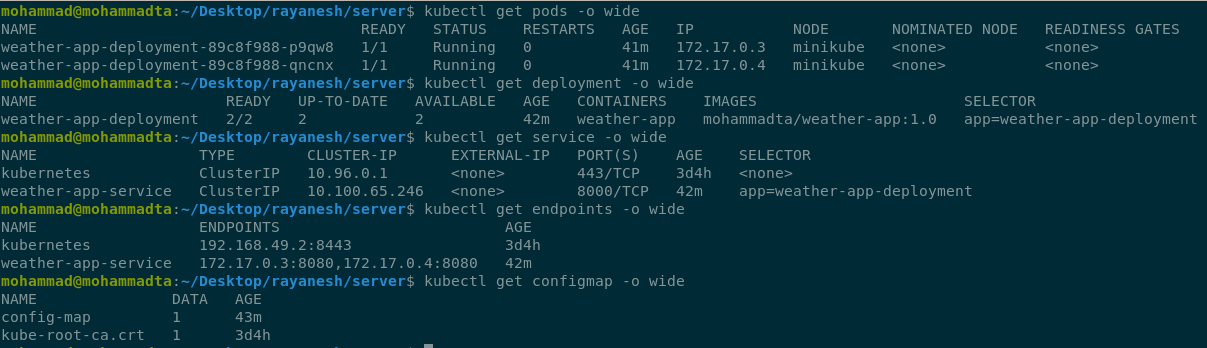 mohammad@mohammadta:~/Desktop/rayanesh/server$ kubectl get pods -o wide
NAME READY STATUS RESTARTS AGE IP NODE NOMINATED NODE READINESS GATES
weather-app-deployment-89c8f988-p9qw8 1/1 Running 0 41m 172.17.0.3 minikube <none> <none>
weather-app-deployment-89c8f988-qncnx 1/1 Running 0 41m 172.17.0.4 minikube <none> <none>
mohammad@mohammadta:~/Desktop/rayanesh/server$ kubectl get deployment -o wide
NAME READY UP-TO-DATE AVAILABLE AGE CONTAINERS IMAGES SELECTOR
weather-app-deployment 2/2 2 2 42m weather-app mohammadta/weather-app:1.0 app=weather-app-deployment
mohammad@mohammadta:~/Desktop/rayanesh/server$ kubectl get service -o wide
NAME TYPE CLUSTER-IP EXTERNAL-IP PORT(S) AGE SELECTOR
kubernetes ClusterIP 10.96.0.1 <none> 443/TCP 3d4h <none>
weather-app-service ClusterIP 10.100.65.246 <none> 8000/TCP 42m app=weather-app-deployment
mohammad@mohammadta:~/Desktop/rayanesh/server$ kubectl get endpoints -o wide
NAME ENDPOINTS AGE
kubernetes 192.168.49.2:8443 3d4h
weather-app-service 172.17.0.3:8080,172.17.0.4:8080 42m
mohammad@mohammadta:~/Desktop/rayanesh/server$ kubectl get configmap -o wide
NAME DATA AGE
config-map 1 43m
kube-root-ca.crt 1 3d4h